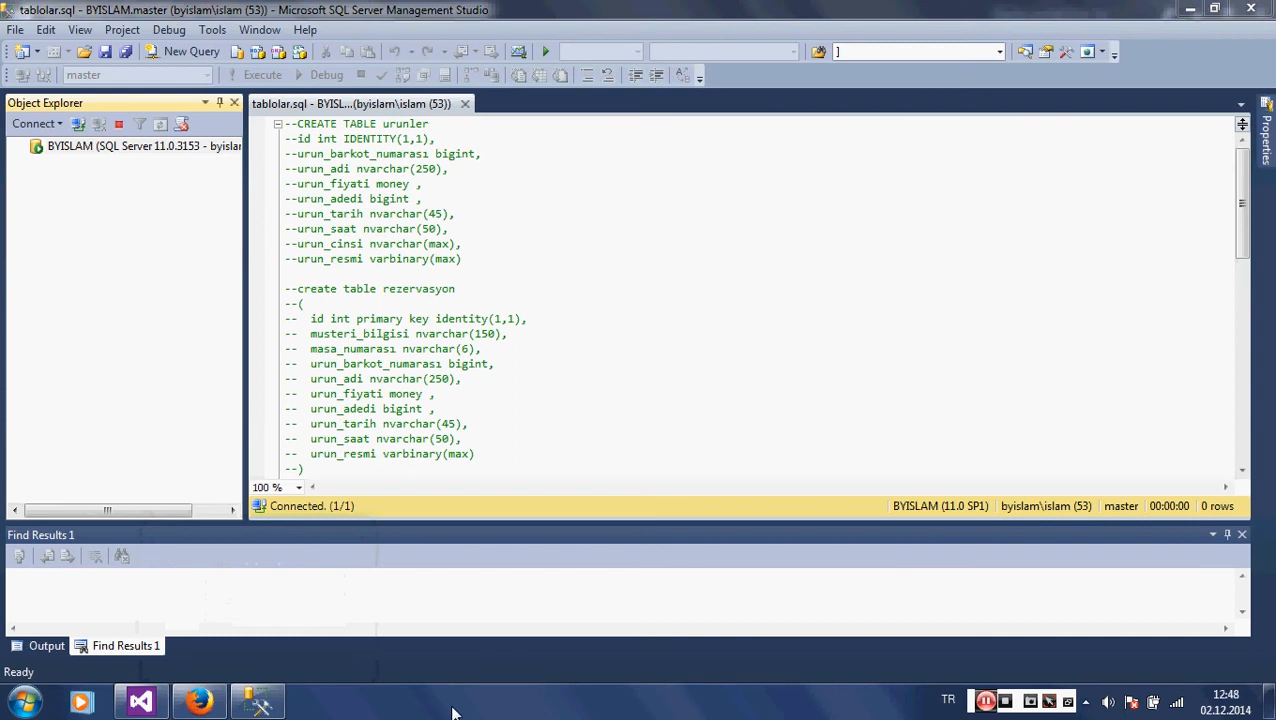 tablolar.sql - BYISLAM.master (byislam\islam (53)) - Microsoft SQL Server Management Studio
File Edit View Project Debug Tools Window Help
New Query ]
master Execute Debug
Object Explorer
Connect
BYISLAM (SQL Server 11.0.3153 - byislar
tablolar.sql - BYISL...(byislam\islam (53))
--CREATE TABLE urunler
--id int IDENTITY(1,1),
--urun_barkot_numarası bigint,
--urun_adi nvarchar(250),
--urun_fiyati money ,
--urun_adedi bigint ,
--urun_tarih nvarchar(45),
--urun_saat nvarchar(50),
--urun_cinsi nvarchar(max),
--urun_resmi varbinary(max)
--create table rezervasyon
--(
-- id int primary key identity(1,1),
-- musteri_bilgisi nvarchar(150),
-- masa_numarası nvarchar(6),
-- urun_barkot_numarası bigint,
-- urun_adi nvarchar(250),
-- urun_fiyati money ,
-- urun_adedi bigint ,
-- urun_tarih nvarchar(45),
-- urun_saat nvarchar(50),
-- urun_resmi varbinary(max)
--)
100 %
Connected. (1/1) BYISLAM (11.0 SP1) byislam\islam (53) master 00:00:00 0 rows
Properties
Find Results 1
Output Find Results 1
Ready
TR
12:48
02.12.2014